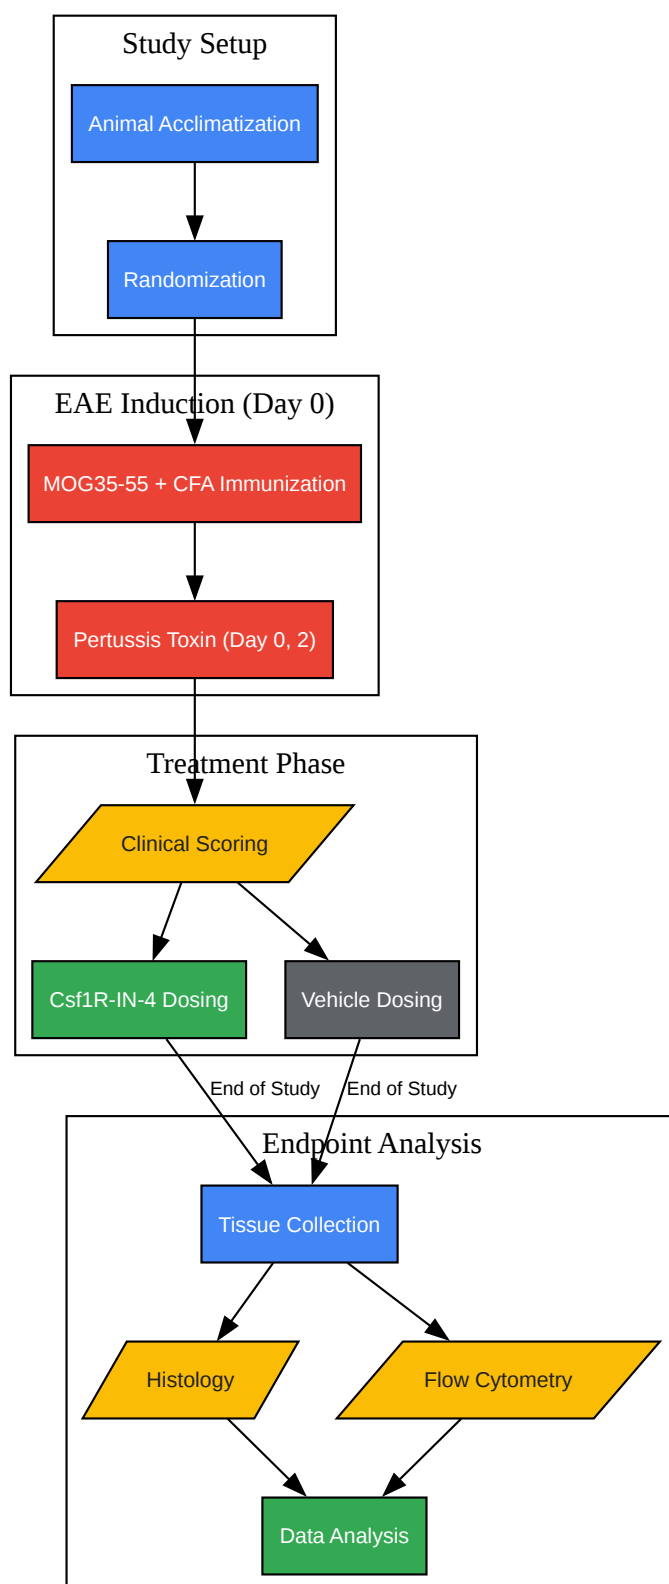 Study Setup
Animal Acclimatization
Randomization
EAE Induction (Day 0)
MOG35-55 + CFA Immunization
Pertussis Toxin (Day 0, 2)
Treatment Phase
Clinical Scoring
Csf1R-IN-4 Dosing
Vehicle Dosing
End of Study
End of Study
Endpoint Analysis
Tissue Collection
Histology
Flow Cytometry
Data Analysis